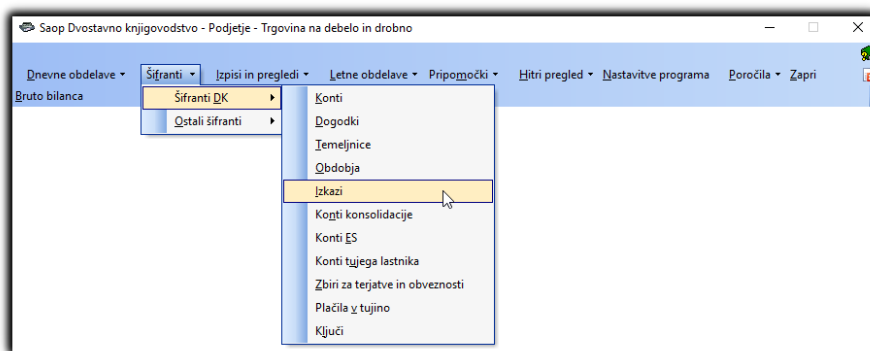 Saop Dvostavno knjigovodstvo - Podjetje - Trgovina na debelo in drobno
Dnevne obdelave Šifranti Izpisi in pregledi Letne obdelave Pripomočki Hitri pregled Nastavitve programa Poročila Zapri
Bruto bilanca
Šifranti DK
Ostali šifranti
Konti
Dogodki
Temeljnice
Obdobja
Izkazi
Konti konsolidacije
Konti ES
Konti tujega lastnika
Zbiri za terjatve in obveznosti
Plačila v tujino
Ključi